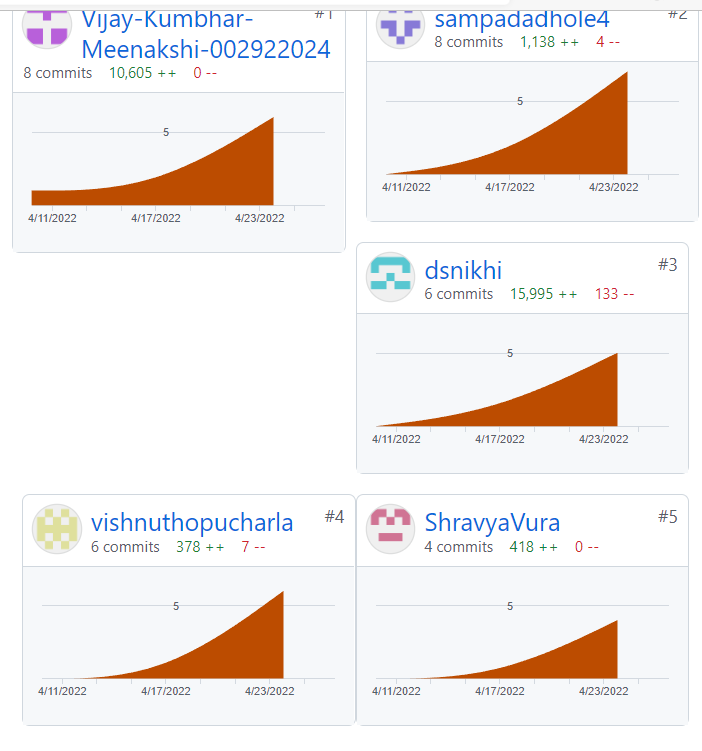 Vijay-Kumbhar-
Meenakshi-002922024
#1
8 commits 10,605 ++ 0 --
5
4/11/2022 4/17/2022 4/23/2022
sampadadhole4
#2
8 commits 1,138 ++ 4 --
5
4/11/2022 4/17/2022 4/23/2022
dsnikhi
#3
6 commits 15,995 ++ 133 --
5
4/11/2022 4/17/2022 4/23/2022
vishnuthopucharla
#4
6 commits 378 ++ 7 --
5
4/11/2022 4/17/2022 4/23/2022
ShravyaVura
#5
4 commits 418 ++ 0 --
5
4/11/2022 4/17/2022 4/23/2022